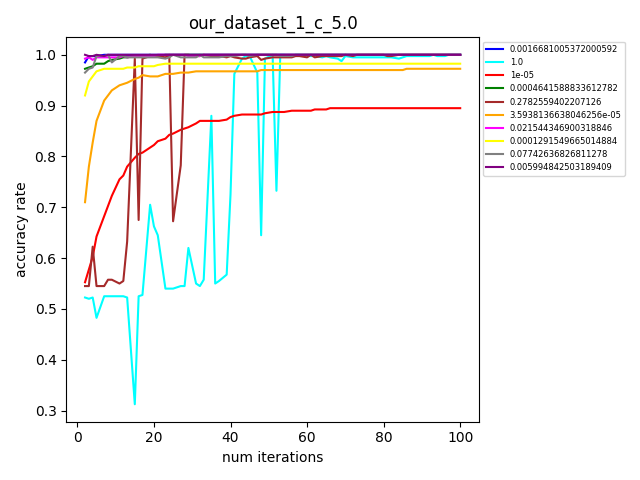 our_dataset_1_c_5.0
accuracy rate
1.0
0.9
0.8
0.7
0.6
0.5
0.4
0.3
0 20 40 60 80 100
num iterations
0.0016681005372000592
1.0
1e-05
0.0004641588833612782
0.2782559402207126
3.5938136638046256e-05
0.021544346900318846
0.0001291549665014884
0.07742636826811278
0.005994842503189409